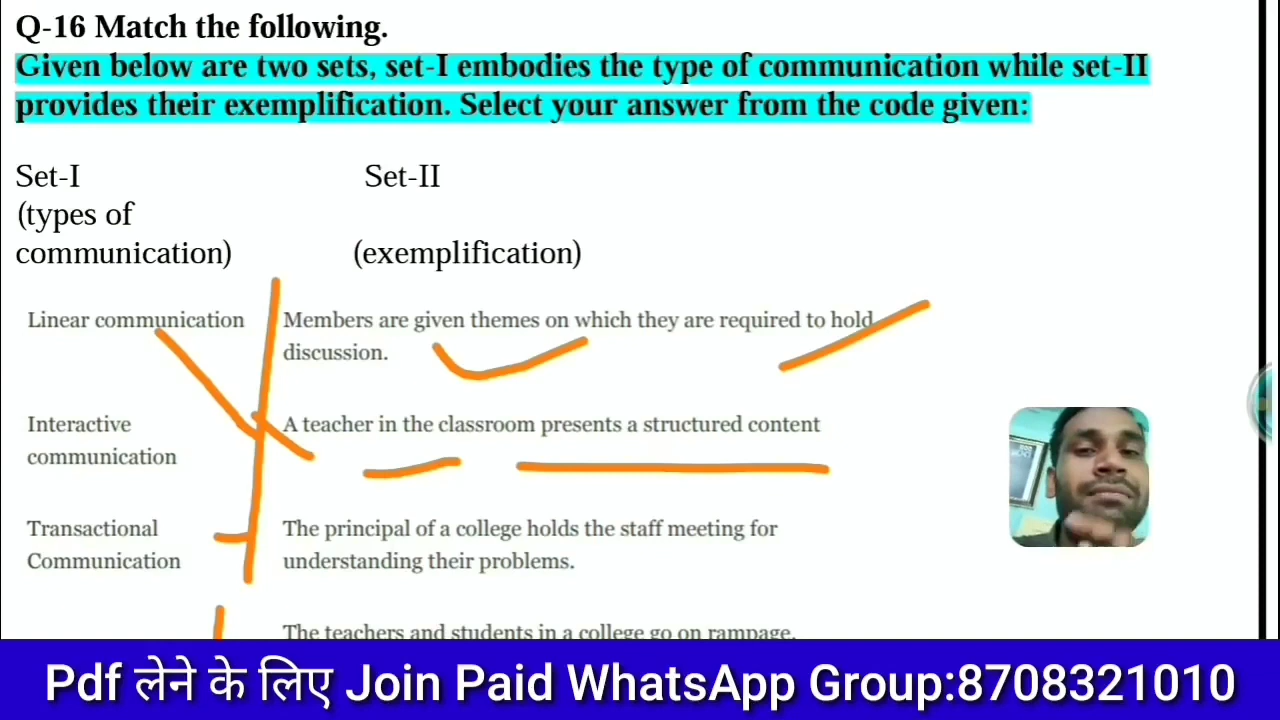 Q-16 Match the following.
Given below are two sets, set-I embodies the type of communication while set-II
provides their exemplification. Select your answer from the code given:
Set-I Set-II
(types of
communication) (exemplification)
Linear communication Members are given themes on which they are required to hold
discussion.
Interactive A teacher in the classroom presents a structured content
communication
Transactional The principal of a college holds the staff meeting for
Communication understanding their problems.
The teachers and students in a college go on rampage.
Pdf लेने के लिए Join Paid WhatsApp Group:8708321010